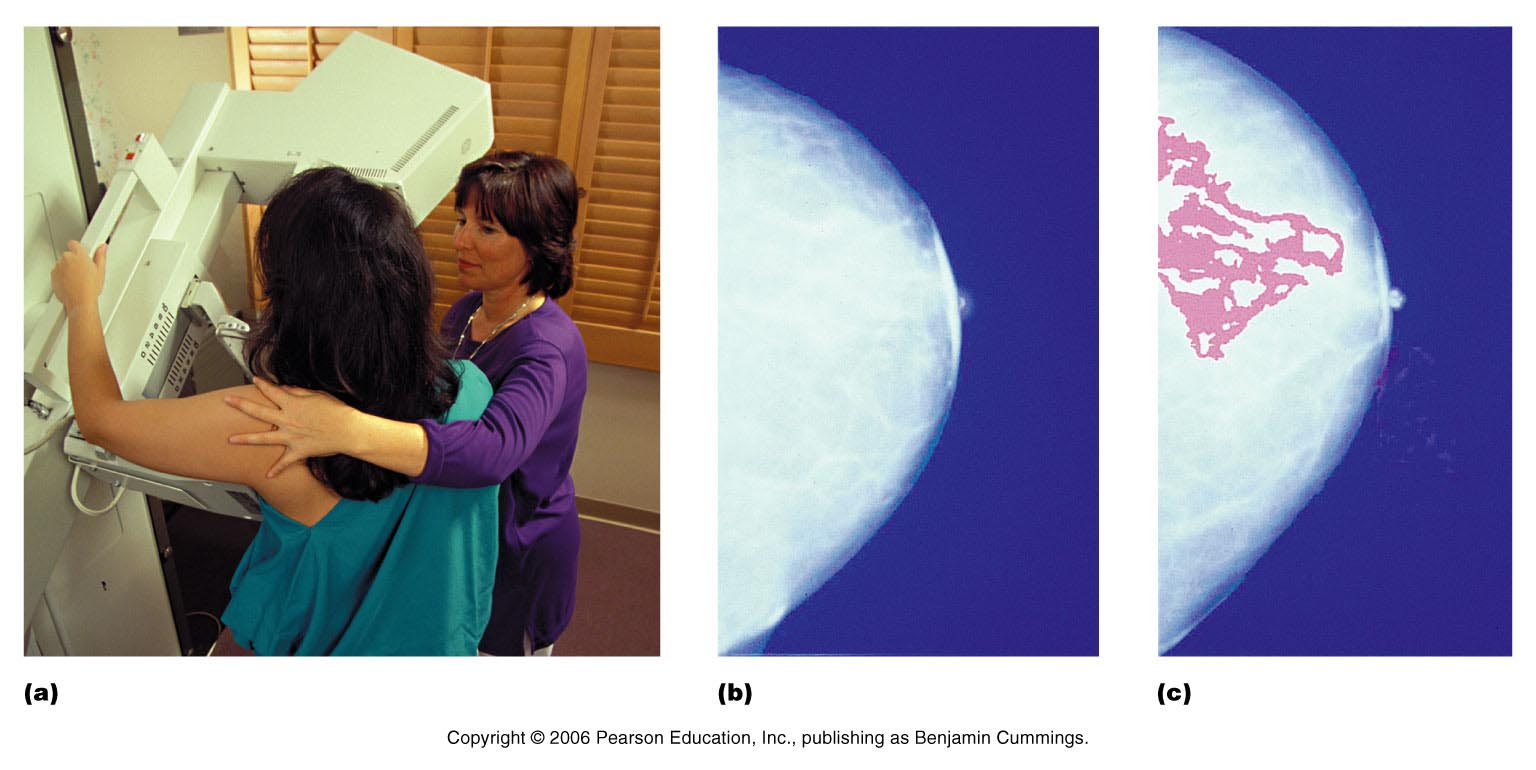 (a)
(b)
(c)
Copyright © 2006 Pearson Education, Inc., publishing as Benjamin Cummings.